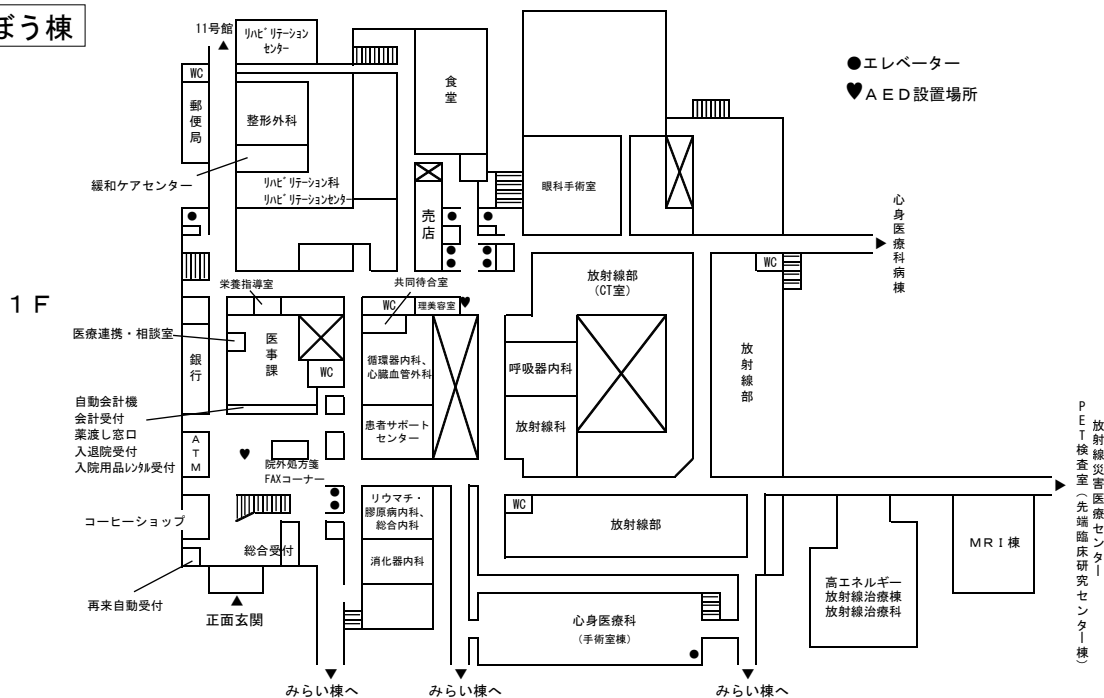 ぼう棟
11号館
リハビリテーション
センター
●エレベーター
♥AED設置場所
WC
郵便局
整形外科
食堂
緩和ケアセンター
リハビリテーション科
リハビリテーションセンター
眼科手術室
売店
心身医療科病棟
1F
栄養指導室
共同待合室
WC
理美容室
放射線部
(CT室)
WC
医療連携・相談室
医事課
WC
銀行
循環器内科、
心臓血管外科
呼吸器内科
放射線部
自動会計機
会計受付
薬渡し窓口
入退院受付
入院用品レンタル受付
ATM
患者サポート
センター
放射線科
院外処方箋
FAXコーナー
放射線災害医療センター
PET検査室(先端臨床研究センター棟)
コーヒーショップ
リウマチ・
膠原病内科、
総合内科
WC
放射線部
MRI棟
総合受付
消化器内科
再来自動受付
高エネルギー
放射線治療棟
放射線治療科
正面玄関
心身医療科
(手術室棟)
みらい棟へ
みらい棟へ
みらい棟へ